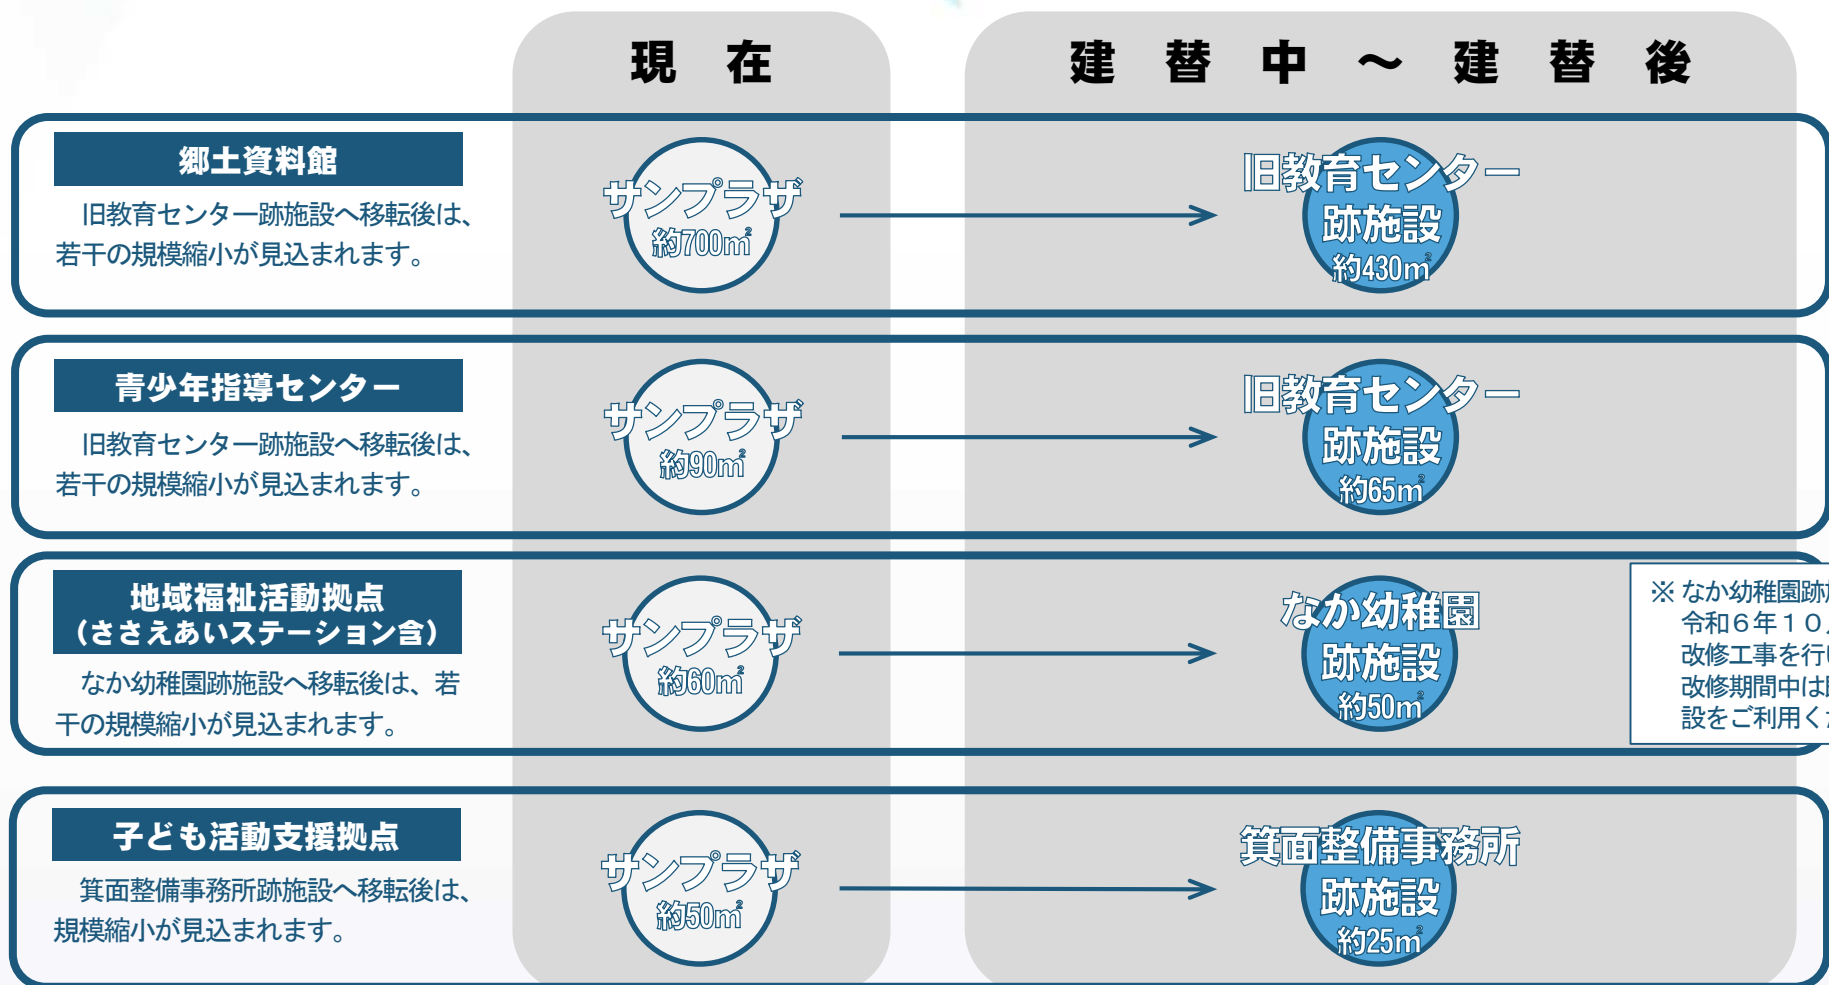 現在
建替中～建替後
郷土資料館
旧教育センター跡施設へ移転後は、
若干の規模縮小が見込まれます。
サンプラザ
約700㎡
旧教育センター
跡施設
約430㎡
青少年指導センター
旧教育センター跡施設へ移転後は、
若干の規模縮小が見込まれます。
サンプラザ
約90㎡
旧教育センター
跡施設
約65㎡
地域福祉活動拠点
（ささえあいステーション含）
なか幼稚園跡施設へ移転後は、若
干の規模縮小が見込まれます。
サンプラザ
約60㎡
なか幼稚園
跡施設
約50㎡
※なか幼稚園跡
令和６年１０
改修工事を行
改修期間中は
設をご利用く
子ども活動支援拠点
箕面整備事務所跡施設へ移転後は、
規模縮小が見込まれます。
サンプラザ
約50㎡
箕面整備事務所
跡施設
約25㎡